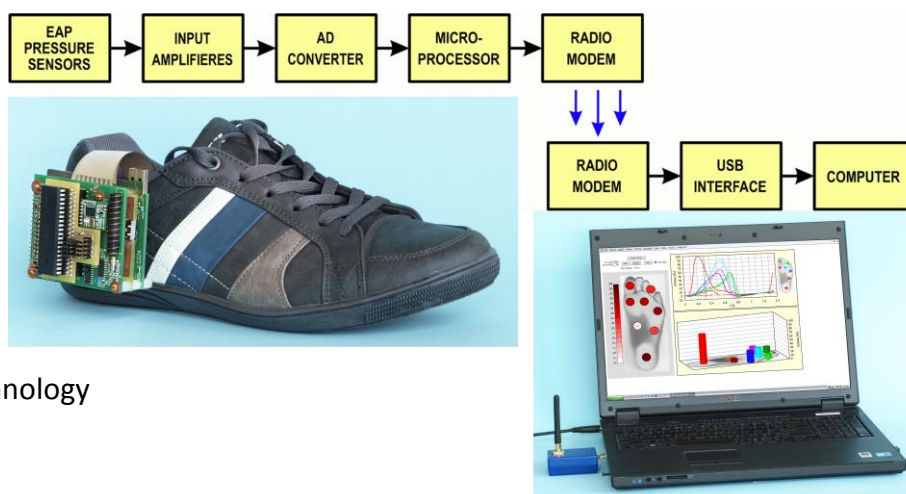 EAP
PRESSURE
SENSORS
INPUT
AMPLIFIERES
AD
CONVERTER
MICRO-
PROCESSOR
RADIO
MODEM
RADIO
MODEM
USB
INTERFACE
COMPUTER
nology